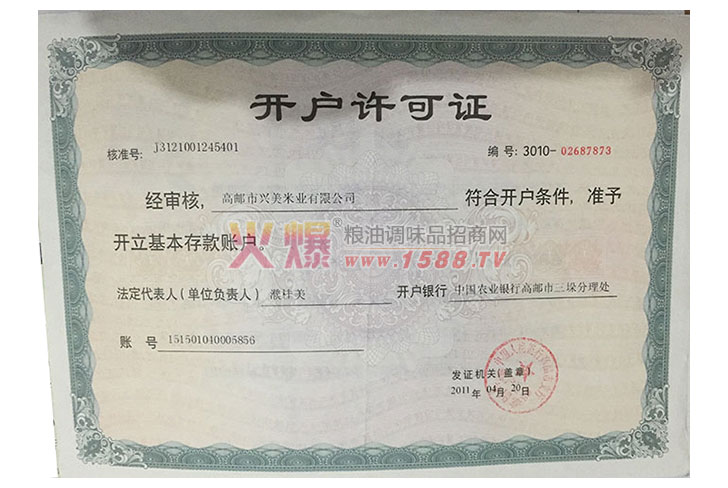 开户许可证
核准号: J3121001245401
编号: 3010-02687873
经审核, 高邮市兴美米业有限公司 符合开户条件, 准予
开立基本存款账户。
火爆® 粮油调味品招商网
www.1588.TV
法定代表人(单位负责人) 濮桂美 开户银行 中国农业银行高邮市三垛分理处
账号 151501040005856
发证机关(盖章)
2011年 04月 20日